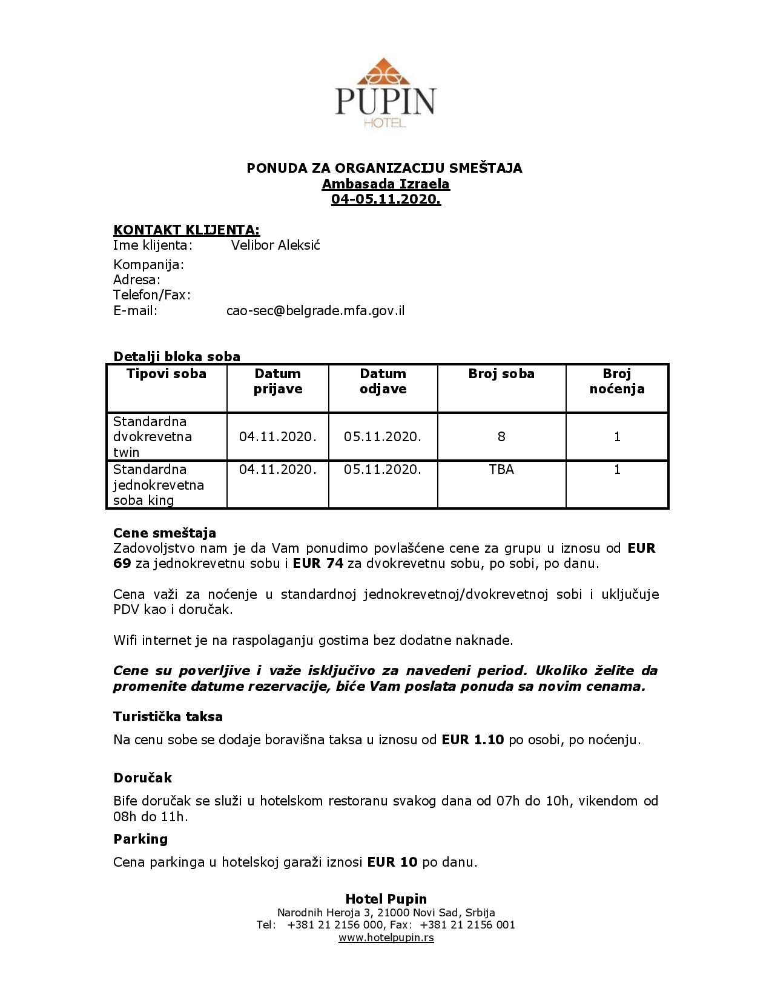 PUPIN
HOTEL
PONUDA ZA ORGANIZACIJU SMEŠTAJA
Ambasada Izraela
04-05.11.2020.
KONTAKT KLIJENTA:
Ime klijenta: Velibor Aleksić
Kompanija:
Adresa:
Telefon/Fax:
E-mail: cao-sec@belgrade.mfa.gov.il
Detalji bloka soba
Tipovi soba Datum prijave Datum odjave Broj soba Broj noćenja
Standardna dvokrevetna twin 04.11.2020. 05.11.2020. 8 1
Standardna jednokrevetna soba king 04.11.2020. 05.11.2020. TBA 1
Cene smeštaja
Zadovoljstvo nam je da Vam ponudimo povlašćene cene za grupu u iznosu od EUR
69 za jednokrevetnu sobu i EUR 74 za dvokrevetnu sobu, po sobi, po danu.
Cena važi za noćenje u standardnoj jednokrevetnoj/dvokrevetnoj sobi i uključuje
PDV kao i doručak.
Wifi internet je na raspolaganju gostima bez dodatne naknade.
Cene su poverljive i važe isključivo za navedeni period. Ukoliko želite da
promenite datume rezervacije, biće Vam poslata ponuda sa novim cenama.
Turistička taksa
Na cenu sobe se dodaje boravišna taksa u iznosu od EUR 1.10 po osobi, po noćenju.
Doručak
Bife doručak se služi u hotelskom restoranu svakog dana od 07h do 10h, vikendom od
08h do 11h.
Parking
Cena parkinga u hotelskoj garaži iznosi EUR 10 po danu.
Hotel Pupin
Narodnih Heroja 3, 21000 Novi Sad, Srbija
Tel: +381 21 2156 000, Fax: +381 21 2156 001
www.hotelpupin.rs